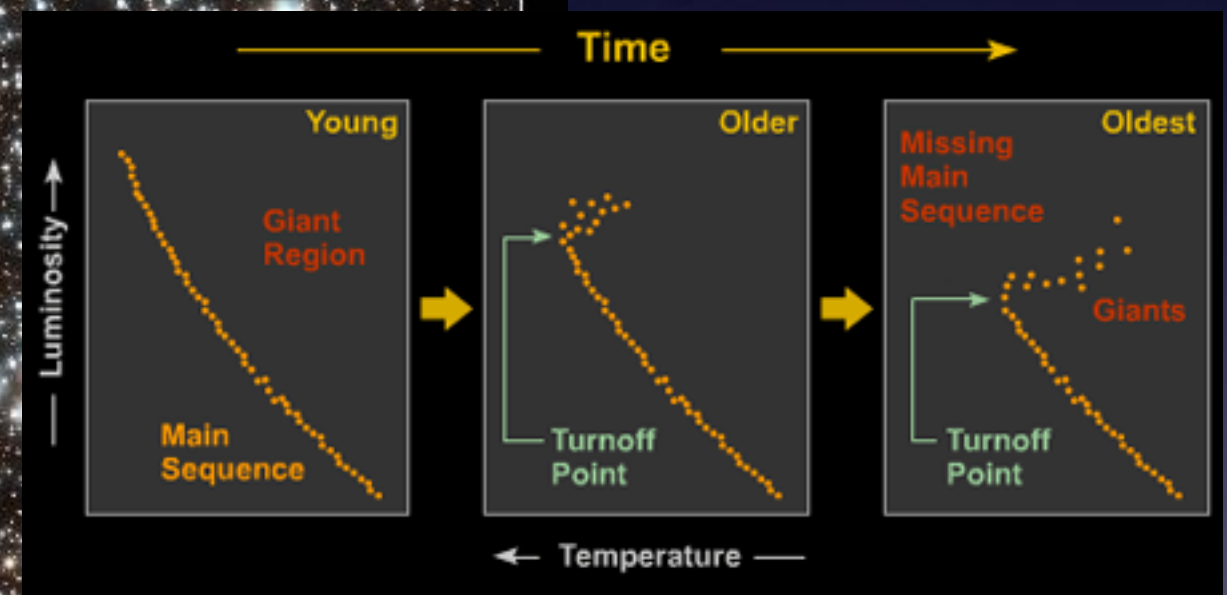 Time
Young
Giant
Region
Main
Sequence
Luminosity
Older
Turnoff
Point
Oldest
Missing
Main
Sequence
Giants
Turnoff
Point
Temperature